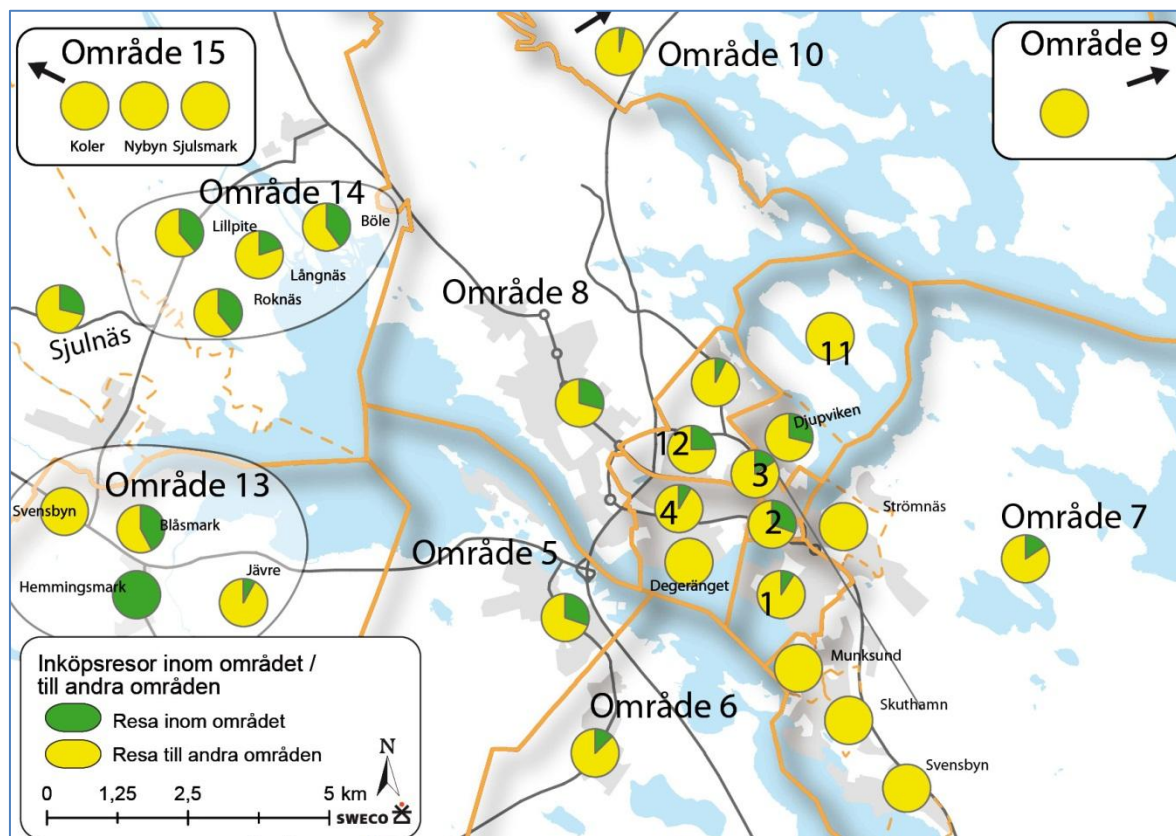 Område 15
Koler
Nybyn
Sjulsmark
Område 10
Område 9
Område 14
Lillpite
Böle
Långnäs
Roknäs
Sjulnäs
Område 8
11
Djupviken
12
3
4
2
Strömnäs
Område 7
Område 13
Svensbyn
Blåsmark
Hemmingsmark
Jävre
Område 5
Degeränget
1
Munksund
Skuthamn
Svensbyn
Område 6
Inköpsresor inom området /
till andra områden
Resa inom området
Resa till andra områden
N
0 1,25 2,5 5 km
SWECO